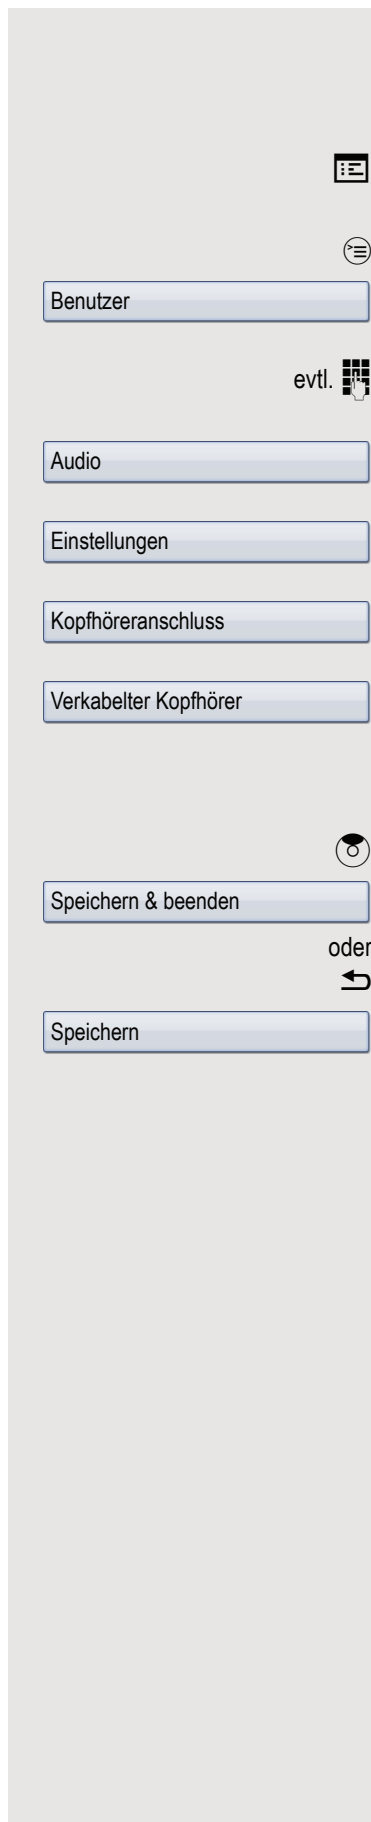 Benutzer
evtl.
Audio
Einstellungen
Kopfhöreranschluss
Verkabelter Kopfhörer
Speichern & beenden
oder
Speichern